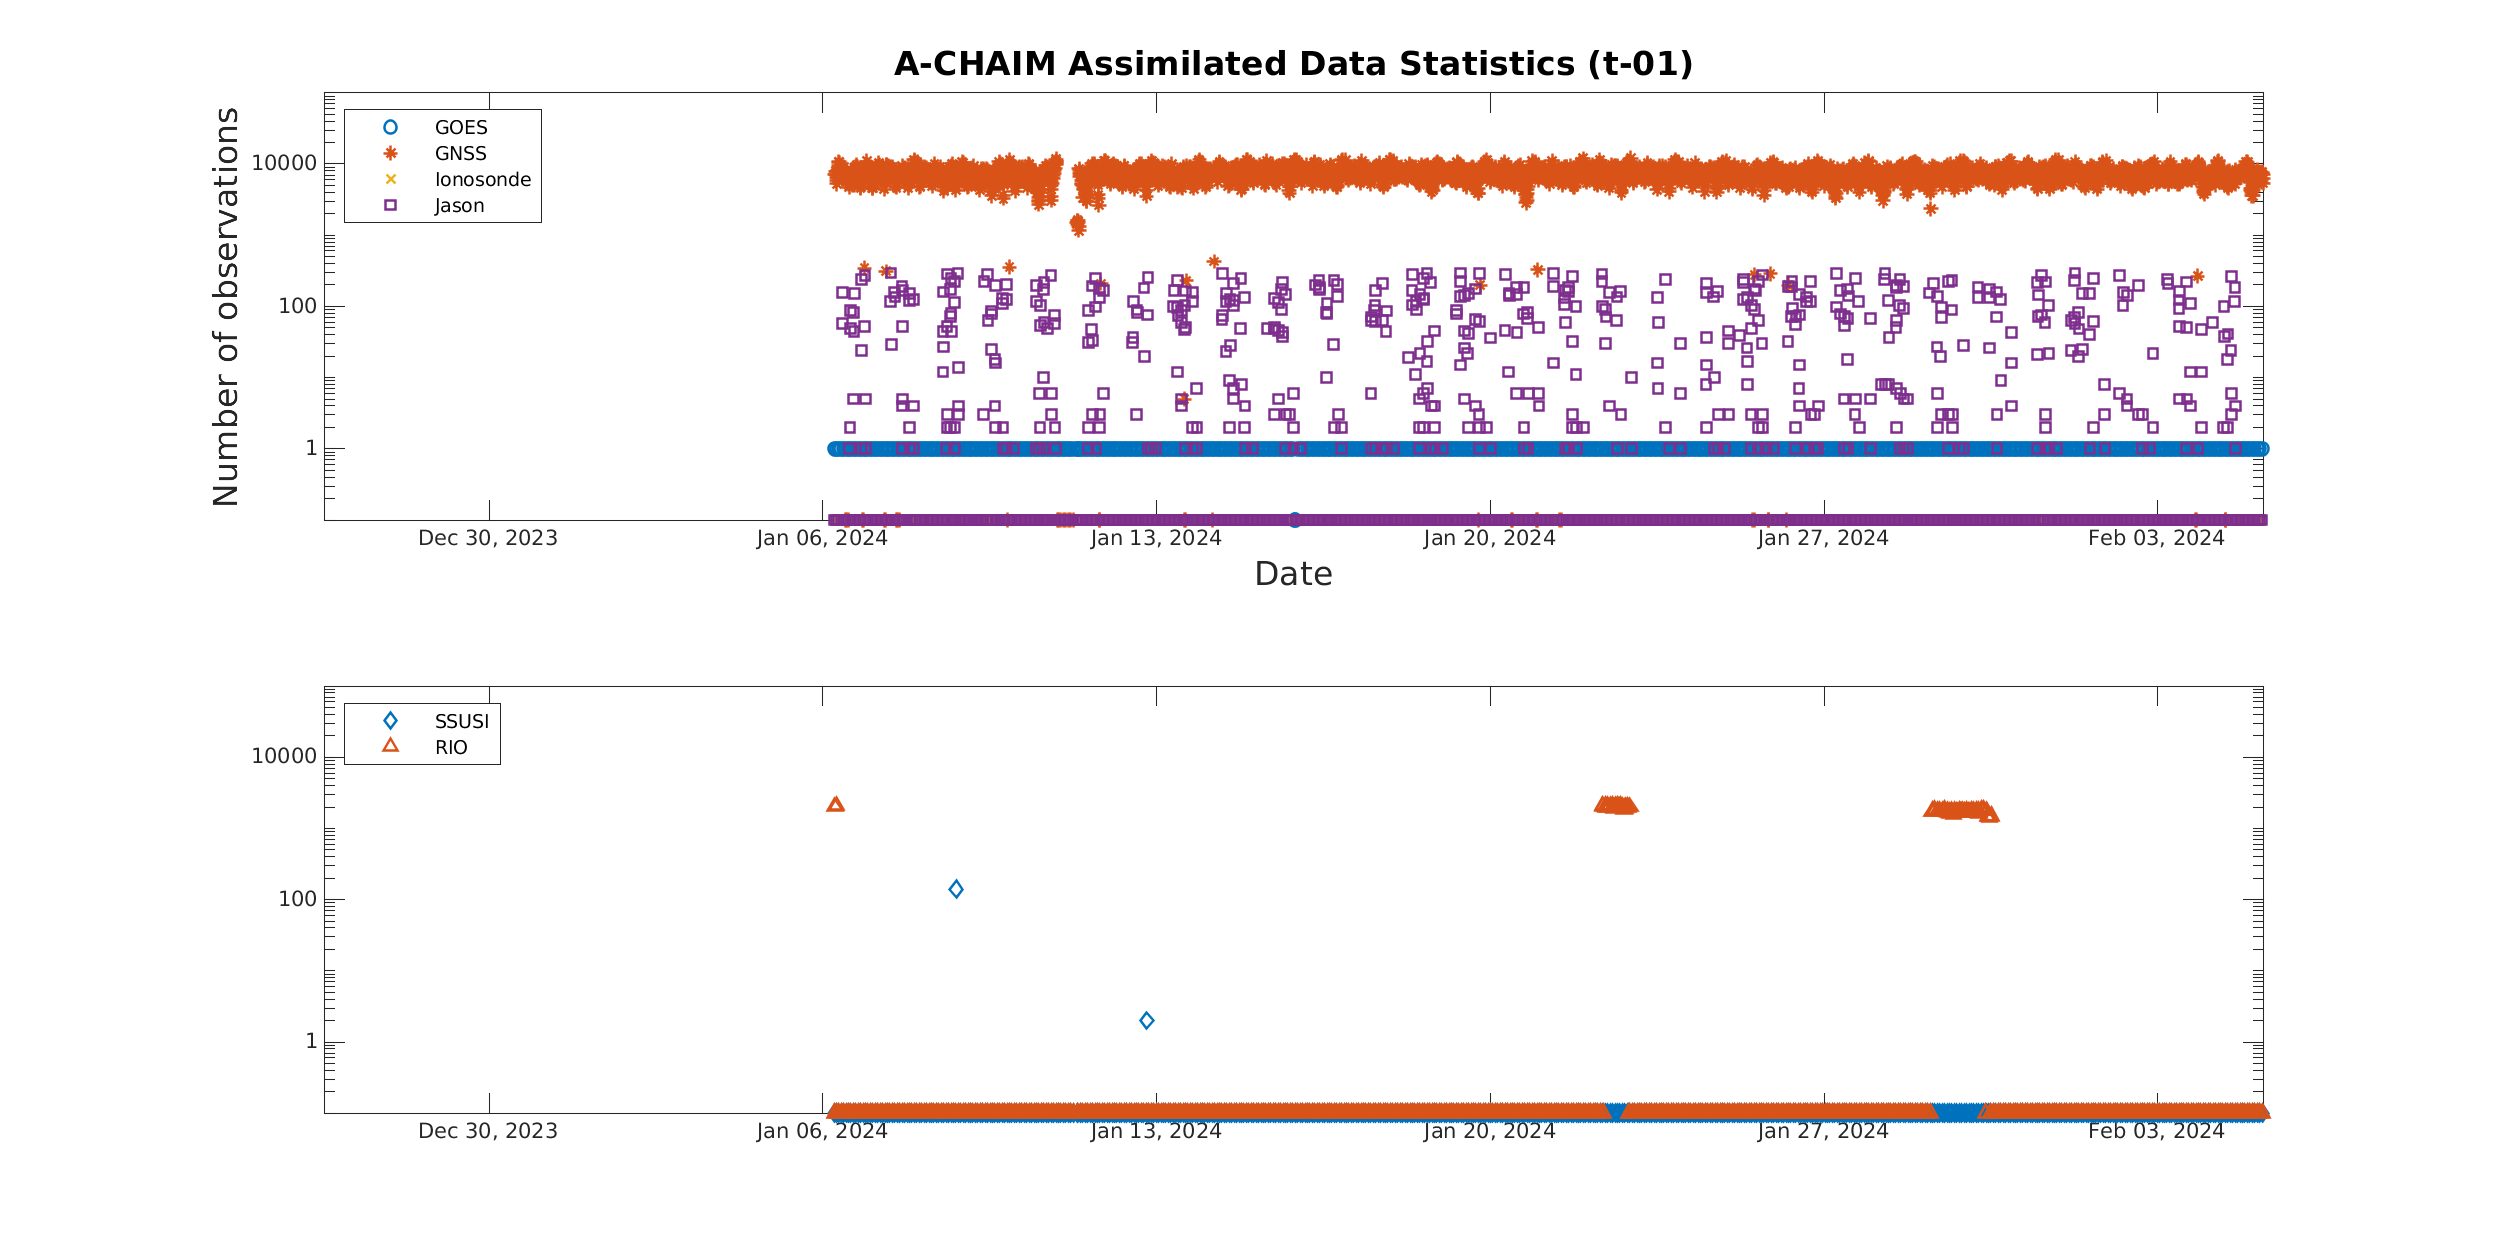 A-CHAIM Assimilated Data Statistics (t-01)
Number of observations
10000
100
1
GOES
GNSS
Ionosonde
Jason
Dec 30, 2023
Jan 06, 2024
Jan 13, 2024
Jan 20, 2024
Jan 27, 2024
Feb 03, 2024
Date
10000
100
1
SSUSI
RIO
Dec 30, 2023
Jan 06, 2024
Jan 13, 2024
Jan 20, 2024
Jan 27, 2024
Feb 03, 2024